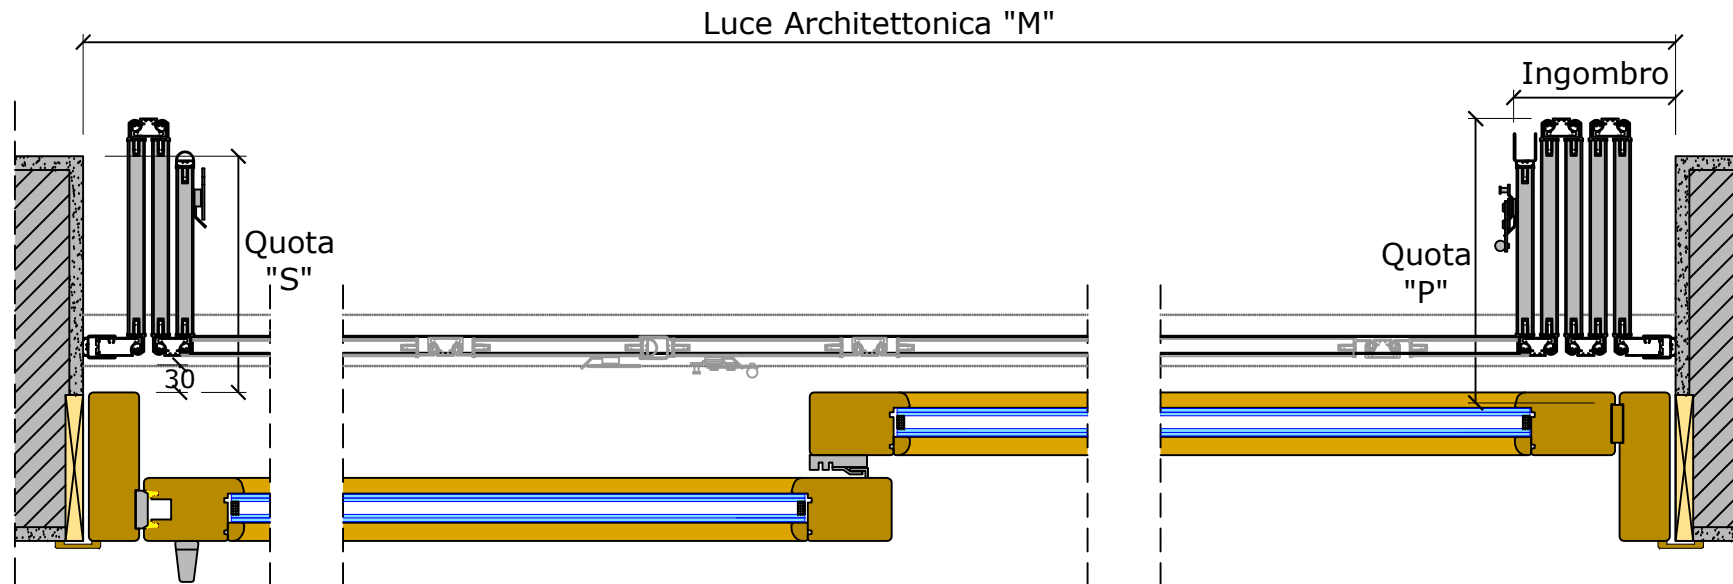 Luce Architettonica "M"
Ingombro
Quota
"S"
Quota
"P"
30